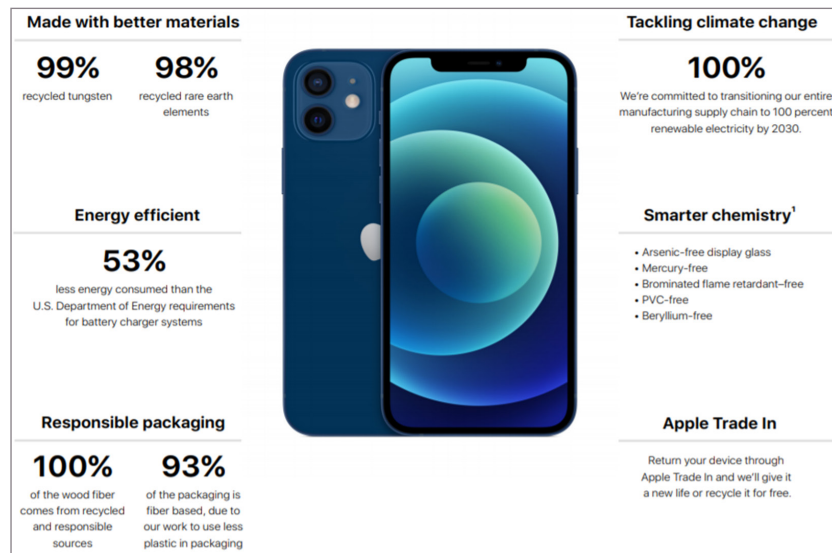 Made with better materials
99%
recycled tungsten
98%
recycled rare earth
elements
Energy efficient
53%
less energy consumed than the
U.S. Department of Energy requirements
for battery charger systems
Responsible packaging
100%
of the wood fiber
comes from recycled
and responsible
sources
93%
of the packaging is
fiber based, due to
our work to use less
plastic in packaging
Tackling climate change
100%
We're committed to transitioning our entire
manufacturing supply chain to 100 percent
renewable electricity by 2030.
Smarter chemistry¹
• Arsenic-free display glass
• Mercury-free
• Brominated flame retardant–free
• PVC-free
• Beryllium-free
Apple Trade In
Return your device through
Apple Trade In and we'll give it
a new life or recycle it for free.